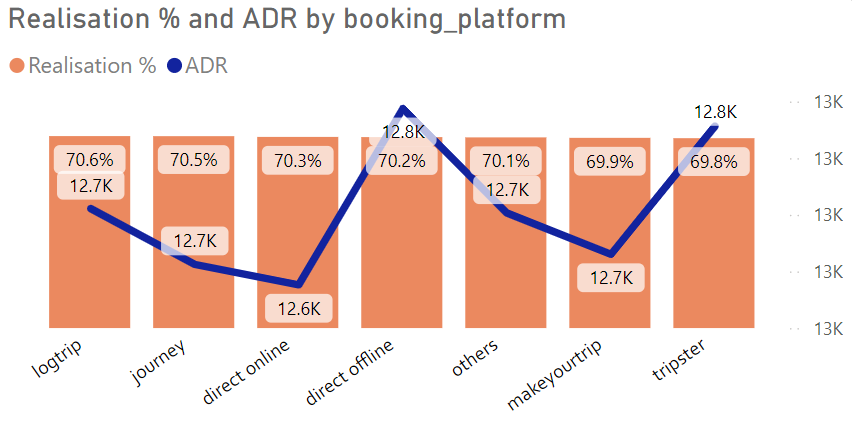 Realisation % and ADR by booking_platform
Realisation % ADR
13K
12.8K
12.8K
13K
70.6% 70.5% 70.3% 70.2% 70.1% 69.9% 69.8%
12.7K
12.7K
13K
12.7K
13K
12.7K
12.6K
13K
logtrip journey direct online direct offline others makeyourtrip tripster